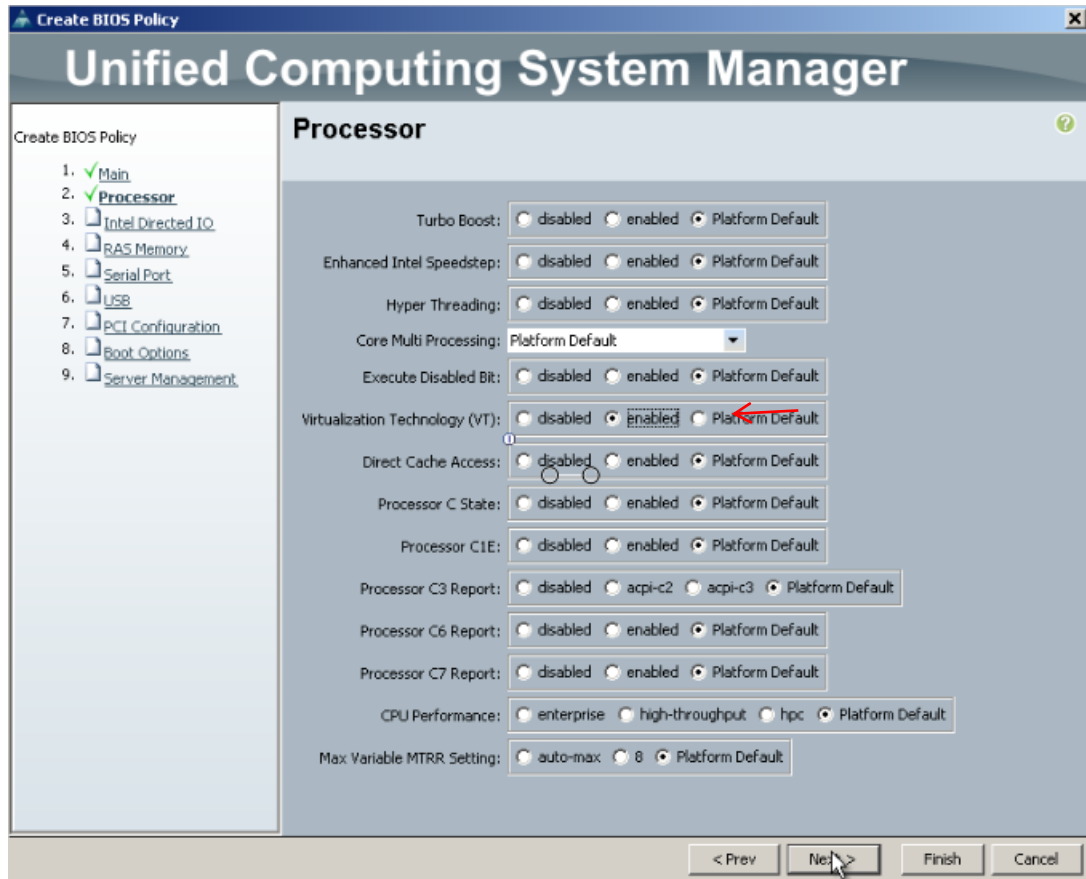 Create BIOS Policy
Unified Computing System Manager
Create BIOS Policy
1. Main
2. Processor
3. Intel Directed IO
4. RAS Memory
5. Serial Port
6. USB
7. PCI Configuration
8. Boot Options
9. Server Management
Processor
Turbo Boost: disabled enabled Platform Default
Enhanced Intel Speedstep: disabled enabled Platform Default
Hyper Threading: disabled enabled Platform Default
Core Multi Processing: Platform Default
Execute Disabled Bit: disabled enabled Platform Default
Virtualization Technology (VT): disabled enabled Platform Default
Direct Cache Access: disabled enabled Platform Default
Processor C State: disabled enabled Platform Default
Processor C1E: disabled enabled Platform Default
Processor C3 Report: disabled acpi-c2 acpi-c3 Platform Default
Processor C6 Report: disabled enabled Platform Default
Processor C7 Report: disabled enabled Platform Default
CPU Performance: enterprise high-throughput hpc Platform Default
Max Variable MTRR Setting: auto-max 8 Platform Default
< Prev Next > Finish Cancel